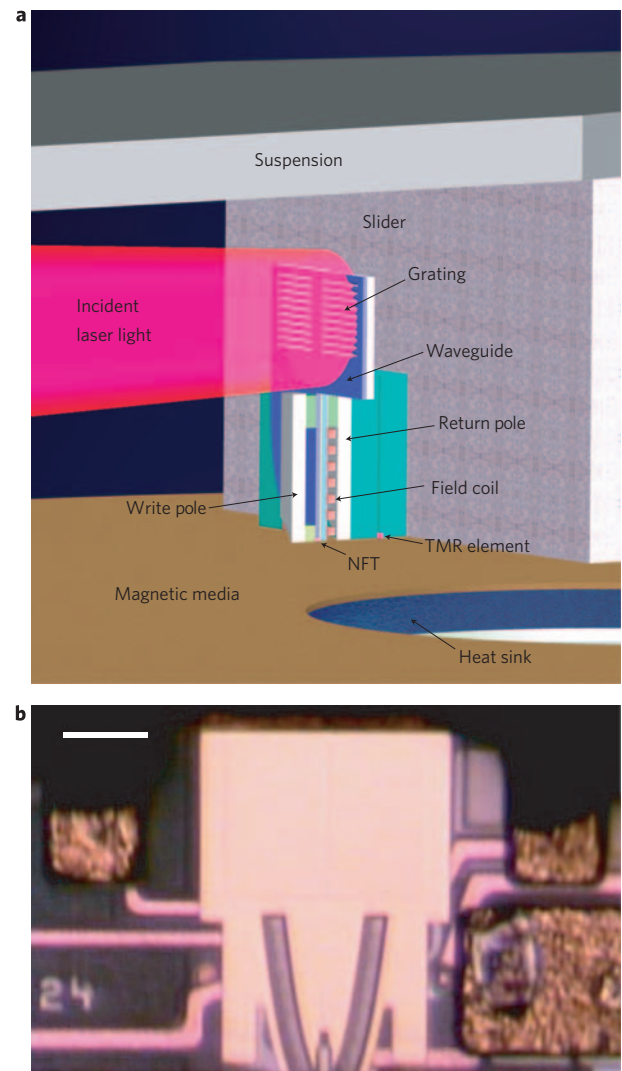 a
Suspension
Slider
Grating
Incident
laser light
Waveguide
Return pole
Field coil
Write pole
TMR element
NFT
Magnetic media
Heat sink
b
24